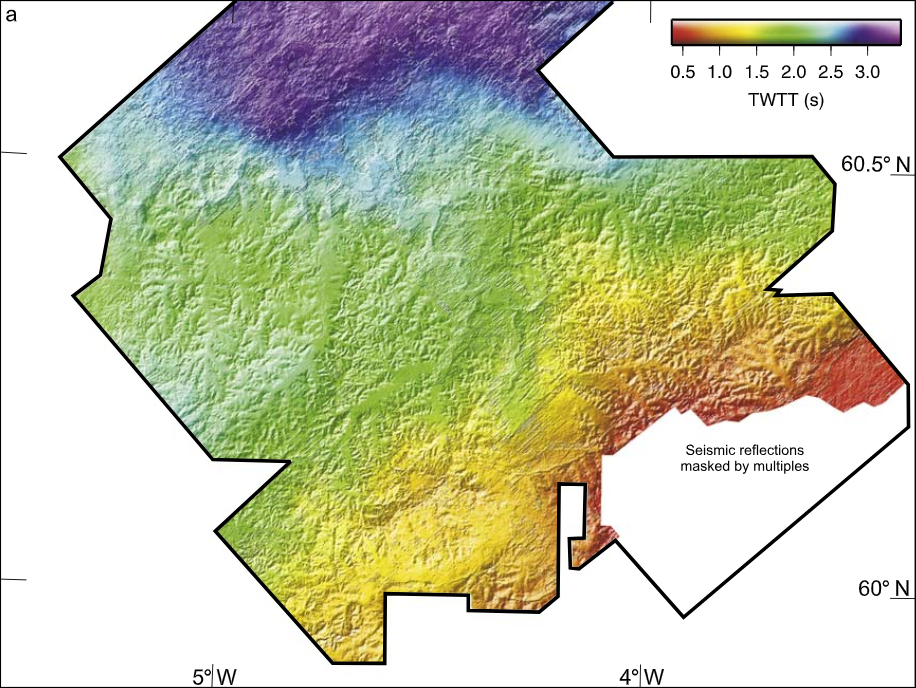 a
0.5 1.0 1.5 2.0 2.5 3.0
TWTT (s)
60.5° N
Seismic reflections
masked by multiples
60° N
5° W 4° W